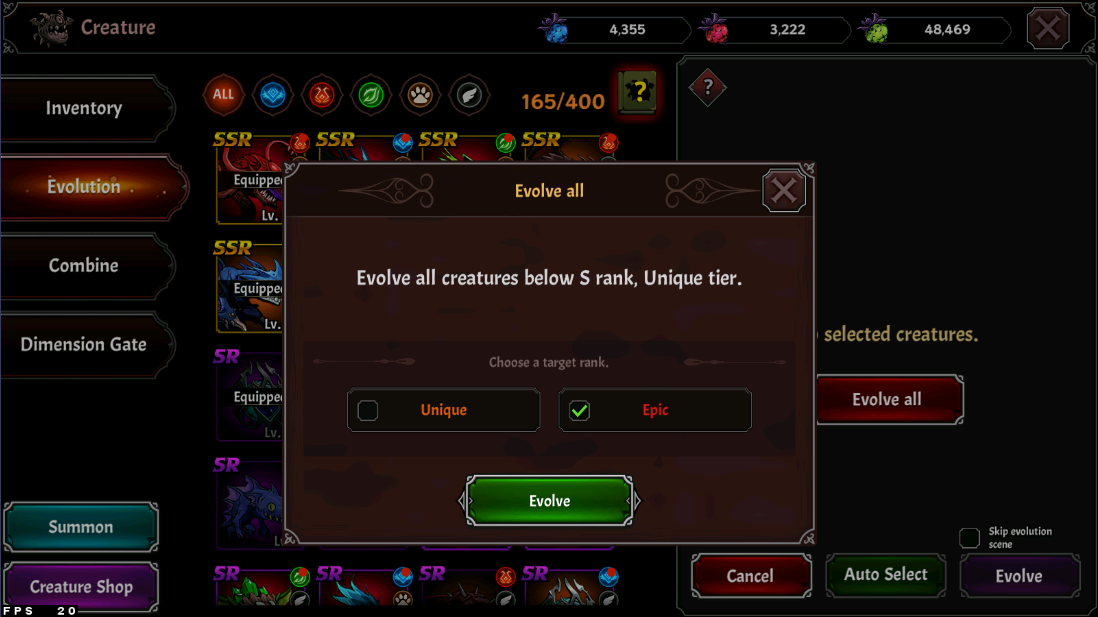 Creature
4,355
3,222
48,469
Inventory
Evolution
Combine
Dimension Gate
Summon
Creature Shop
FPS 20
ALL
165/400
?
?
SSR
SSR
SSR
SSR
Equipped
Lv.
SSR
Equipped
Lv.
SR
Equipped
Lv.
SR
SR
SR
SR
SR
Evolve all
Evolve all creatures below S rank, Unique tier.
Choose a target rank.
Unique
Epic
Evolve
selected creatures.
Evolve all
Skip evolution
scene
Cancel
Auto Select
Evolve